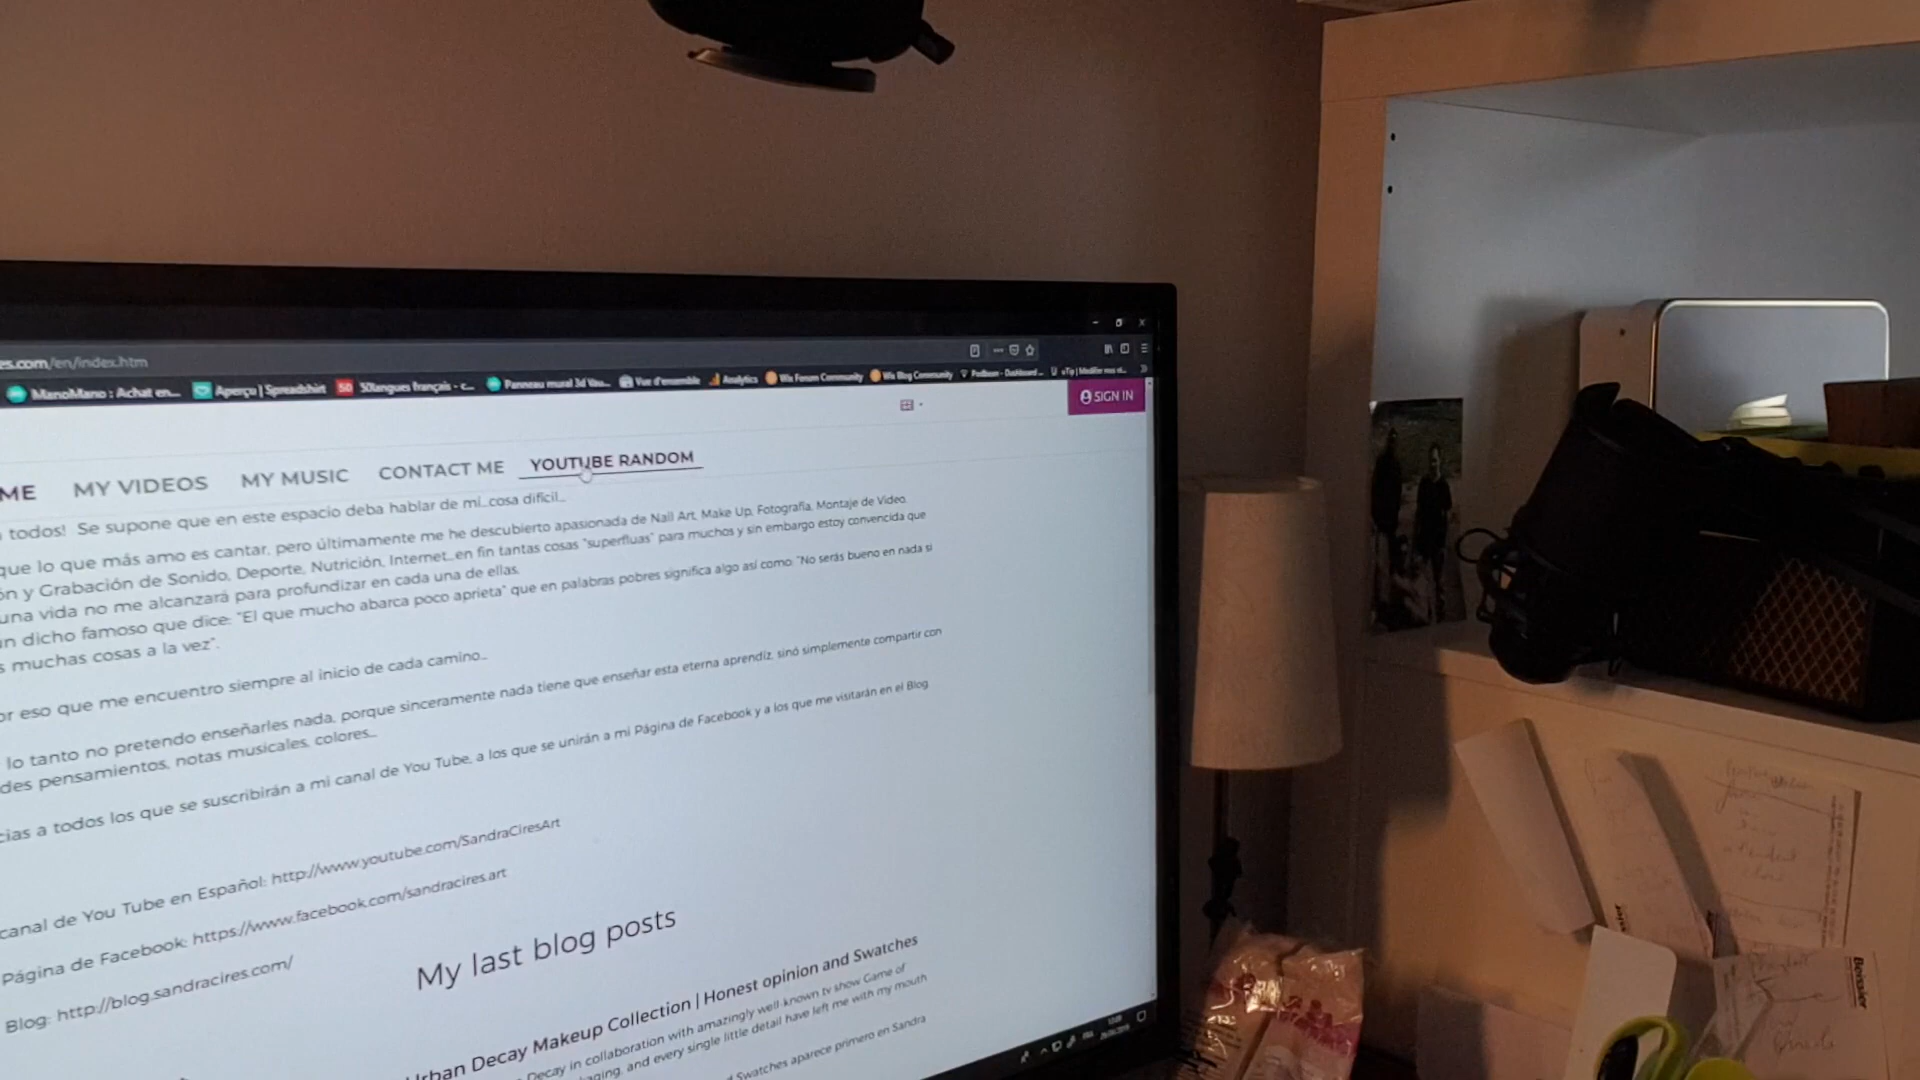 es.com/en/index.htm
ManoMano : Achat en... Aperçu | Spreadshirt 50 50langues français - c... Panneau mural 3d Vau... Vue d'ensemble Analytics Wix Forum Community Wix Blog Community Podbean - Dashboard ...
SIGN IN
ME MY VIDEOS MY MUSIC CONTACT ME YOUTUBE RANDOM
todos! Se supone que en este espacio deba hablar de mi...cosa difícil...
que lo que más amo es cantar, pero últimamente me he descubierto apasionada de Nail Art, Make Up, Fotografía, Montaje de Video,
ón y Grabación de Sonido, Deporte, Nutrición, Internet...en fin tantas cosas "superfluas" para muchos y sin embargo estoy convencida que
una vida no me alcanzará para profundizar en cada una de ellas.
un dicho famoso que dice: "El que mucho abarca poco aprieta" que en palabras pobres significa algo así como: "No serás bueno en nada si
s muchas cosas a la vez".
or eso que me encuentro siempre al inicio de cada camino...
lo tanto no pretendo enseñarles nada, porque sinceramente nada tiene que enseñar esta eterna aprendiz, sinó simplemente compartir con
des pensamientos, notas musicales, colores...
cias a todos los que se suscribirán a mi canal de You Tube, a los que se unirán a mi Página de Facebook y a los que me visitarán en el Blog
canal de You Tube en Español: http://www.youtube.com/SandraCiresArt
Página de Facebook: https://www.facebook.com/sandracires.art
Blog: http://blog.sandracires.com/
My last blog posts
Urban Decay Makeup Collection | Honest opinion and Swatches
Decay in collaboration with amazingly well-known tv show Game of
aging, and every single little detail have left me with my mouth
d Swatches aparece primero en Sandra
Beissier